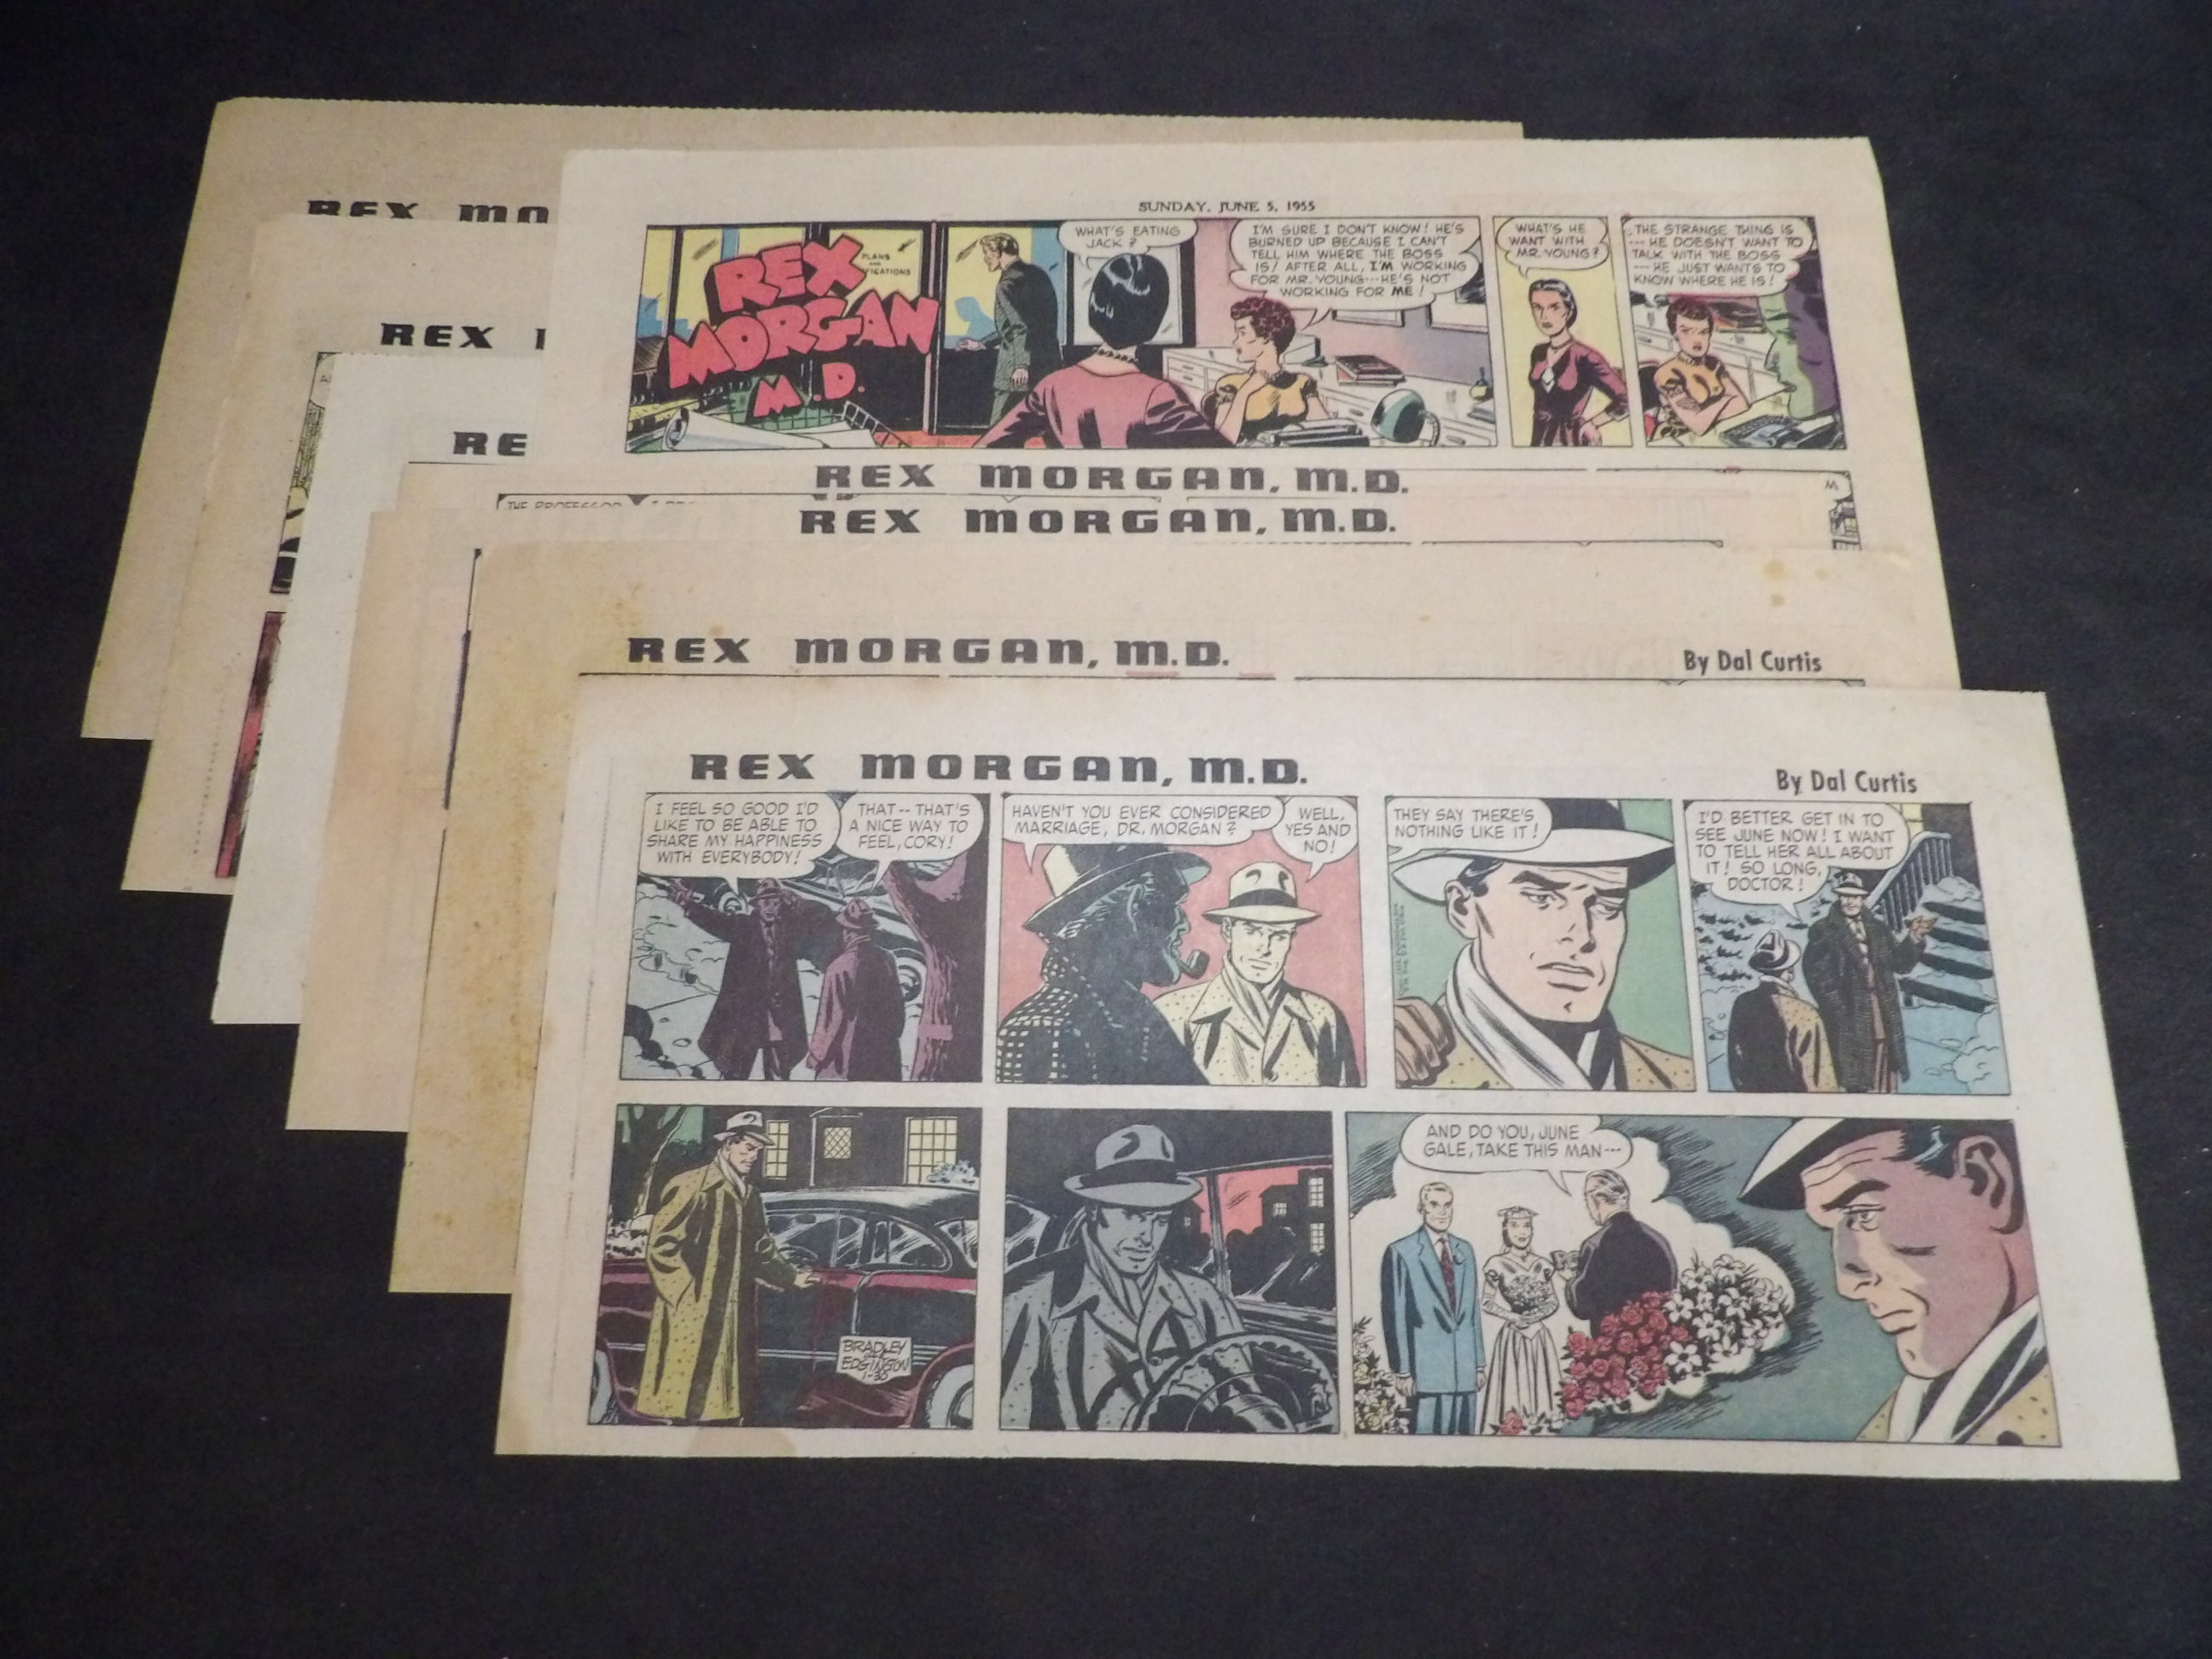 REX MO
SUNDAY, JUNE 5, 1955
REX
MORGAN
M.D.
PLANS
WHAT'S EATING
JACK?
I'M SURE I DON'T KNOW! HE'S
BURNED UP BECAUSE I CAN'T
TELL HIM WHERE THE BOSS
IS! AFTER ALL, I'M WORKING
FOR MR. YOUNG---HE'S NOT
WORKING FOR ME!
WHAT'S HE
WANT WITH
MR. YOUNG?
THE STRANGE THING IS
---HE DOESN'T WANT TO
TALK WITH THE BOSS
---HE JUST WANTS TO
KNOW WHERE HE IS!
REX
RE
REX MORGAN, M.D.
THE PROFESSOR
REX MORGAN, M.D.
REX MORGAN, M.D.
By Dal Curtis
REX MORGAN, M.D.
By Dal Curtis
I FEEL SO GOOD I'D
LIKE TO BE ABLE TO
SHARE MY HAPPINESS
WITH EVERYBODY!
THAT-- THAT'S
A NICE WAY TO
FEEL, CORY!
HAVEN'T YOU EVER CONSIDERED
MARRIAGE, DR. MORGAN?
WELL,
YES AND
NO!
THEY SAY THERE'S
NOTHING LIKE IT!
I'D BETTER GET IN TO
SEE JUNE NOW! I WANT
TO TELL HER ALL ABOUT
IT! SO LONG,
DOCTOR!
BRADLEY
AND
EDGINGTON
1-30
AND DO YOU, JUNE
GALE, TAKE THIS MAN---